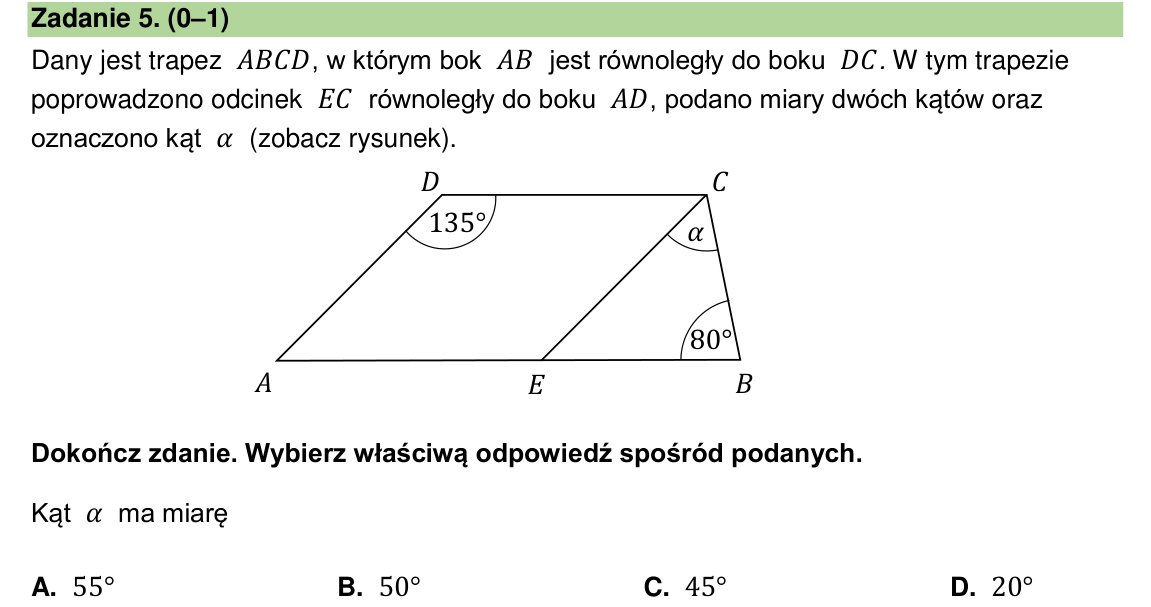 Zadanie 5. (0–1)
Dany jest trapez ABCD, w którym bok AB jest równoległy do boku DC. W tym trapezie
poprowadzono odcinek EC równoległy do boku AD, podano miary dwóch kątów oraz
oznaczono kąt α (zobacz rysunek).
D C
135° α
80°
A E B
Dokończ zdanie. Wybierz właściwą odpowiedź spośród podanych.
Kąt α ma miarę
A. 55° B. 50° C. 45° D. 20°